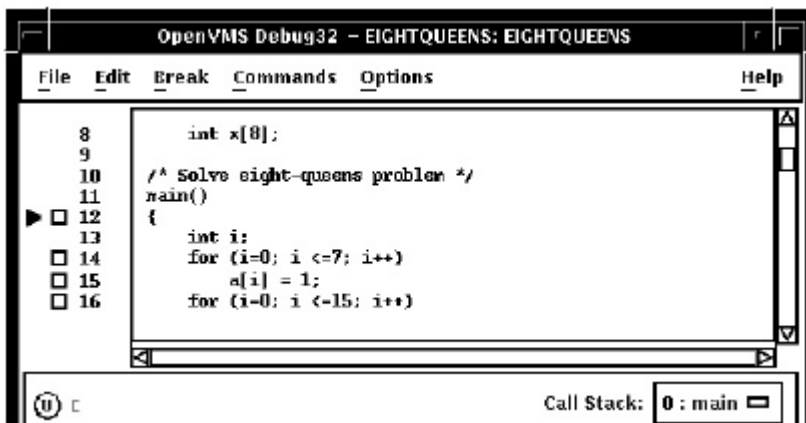 OpenVMS Debug32 - EIGHTQUEENS: EIGHTQUEENS
File Edit Break Commands Options Help
8 int x[8];
9
10 /* Solve eight-queens problem */
11 main()
12 {
13 int i;
14 for (i=0; i <=7; i++)
15 a[i] = 1;
16 for (i=0; i <=15; i++)
Call Stack: 0 : main